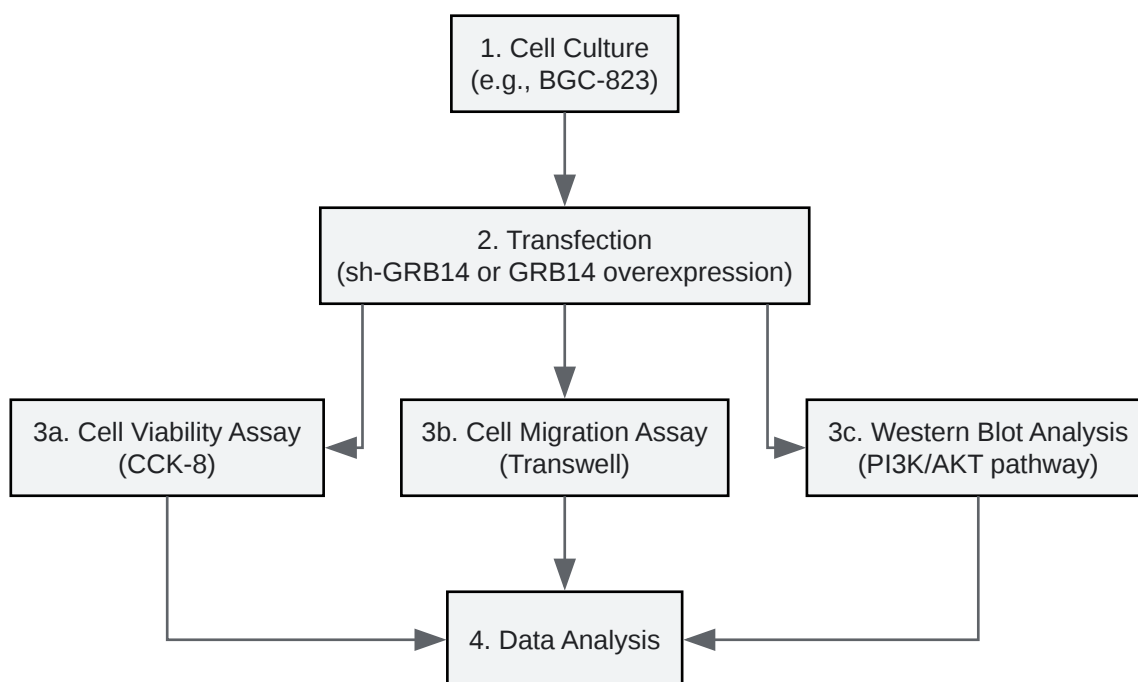 1. Cell Culture
(e.g., BGC-823)
2. Transfection
(sh-GRB14 or GRB14 overexpression)
3a. Cell Viability Assay
(CCK-8)
3b. Cell Migration Assay
(Transwell)
3c. Western Blot Analysis
(PI3K/AKT pathway)
4. Data Analysis